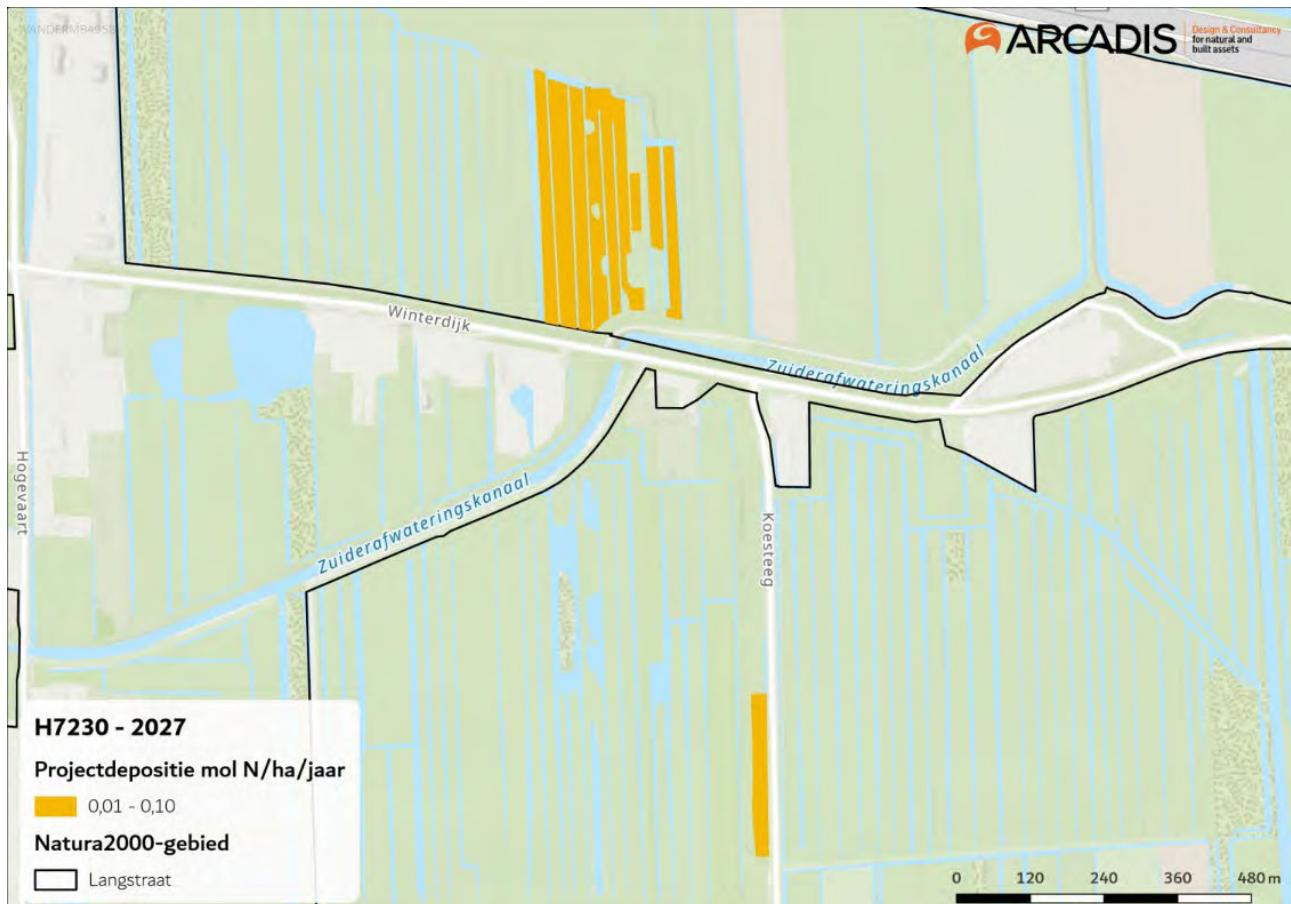 ARCADIS
Design & Consultancy
for natural and
built assets
Winterdijk
Zuiderafwateringskanaal
Hogevaart
Zuiderafwateringskanaal
Koesteeg
H7230 - 2027
Projectdepositie mol N/ha/jaar
0,01 - 0,10
Natura2000-gebied
Langstraat
0 120 240 360 480 m